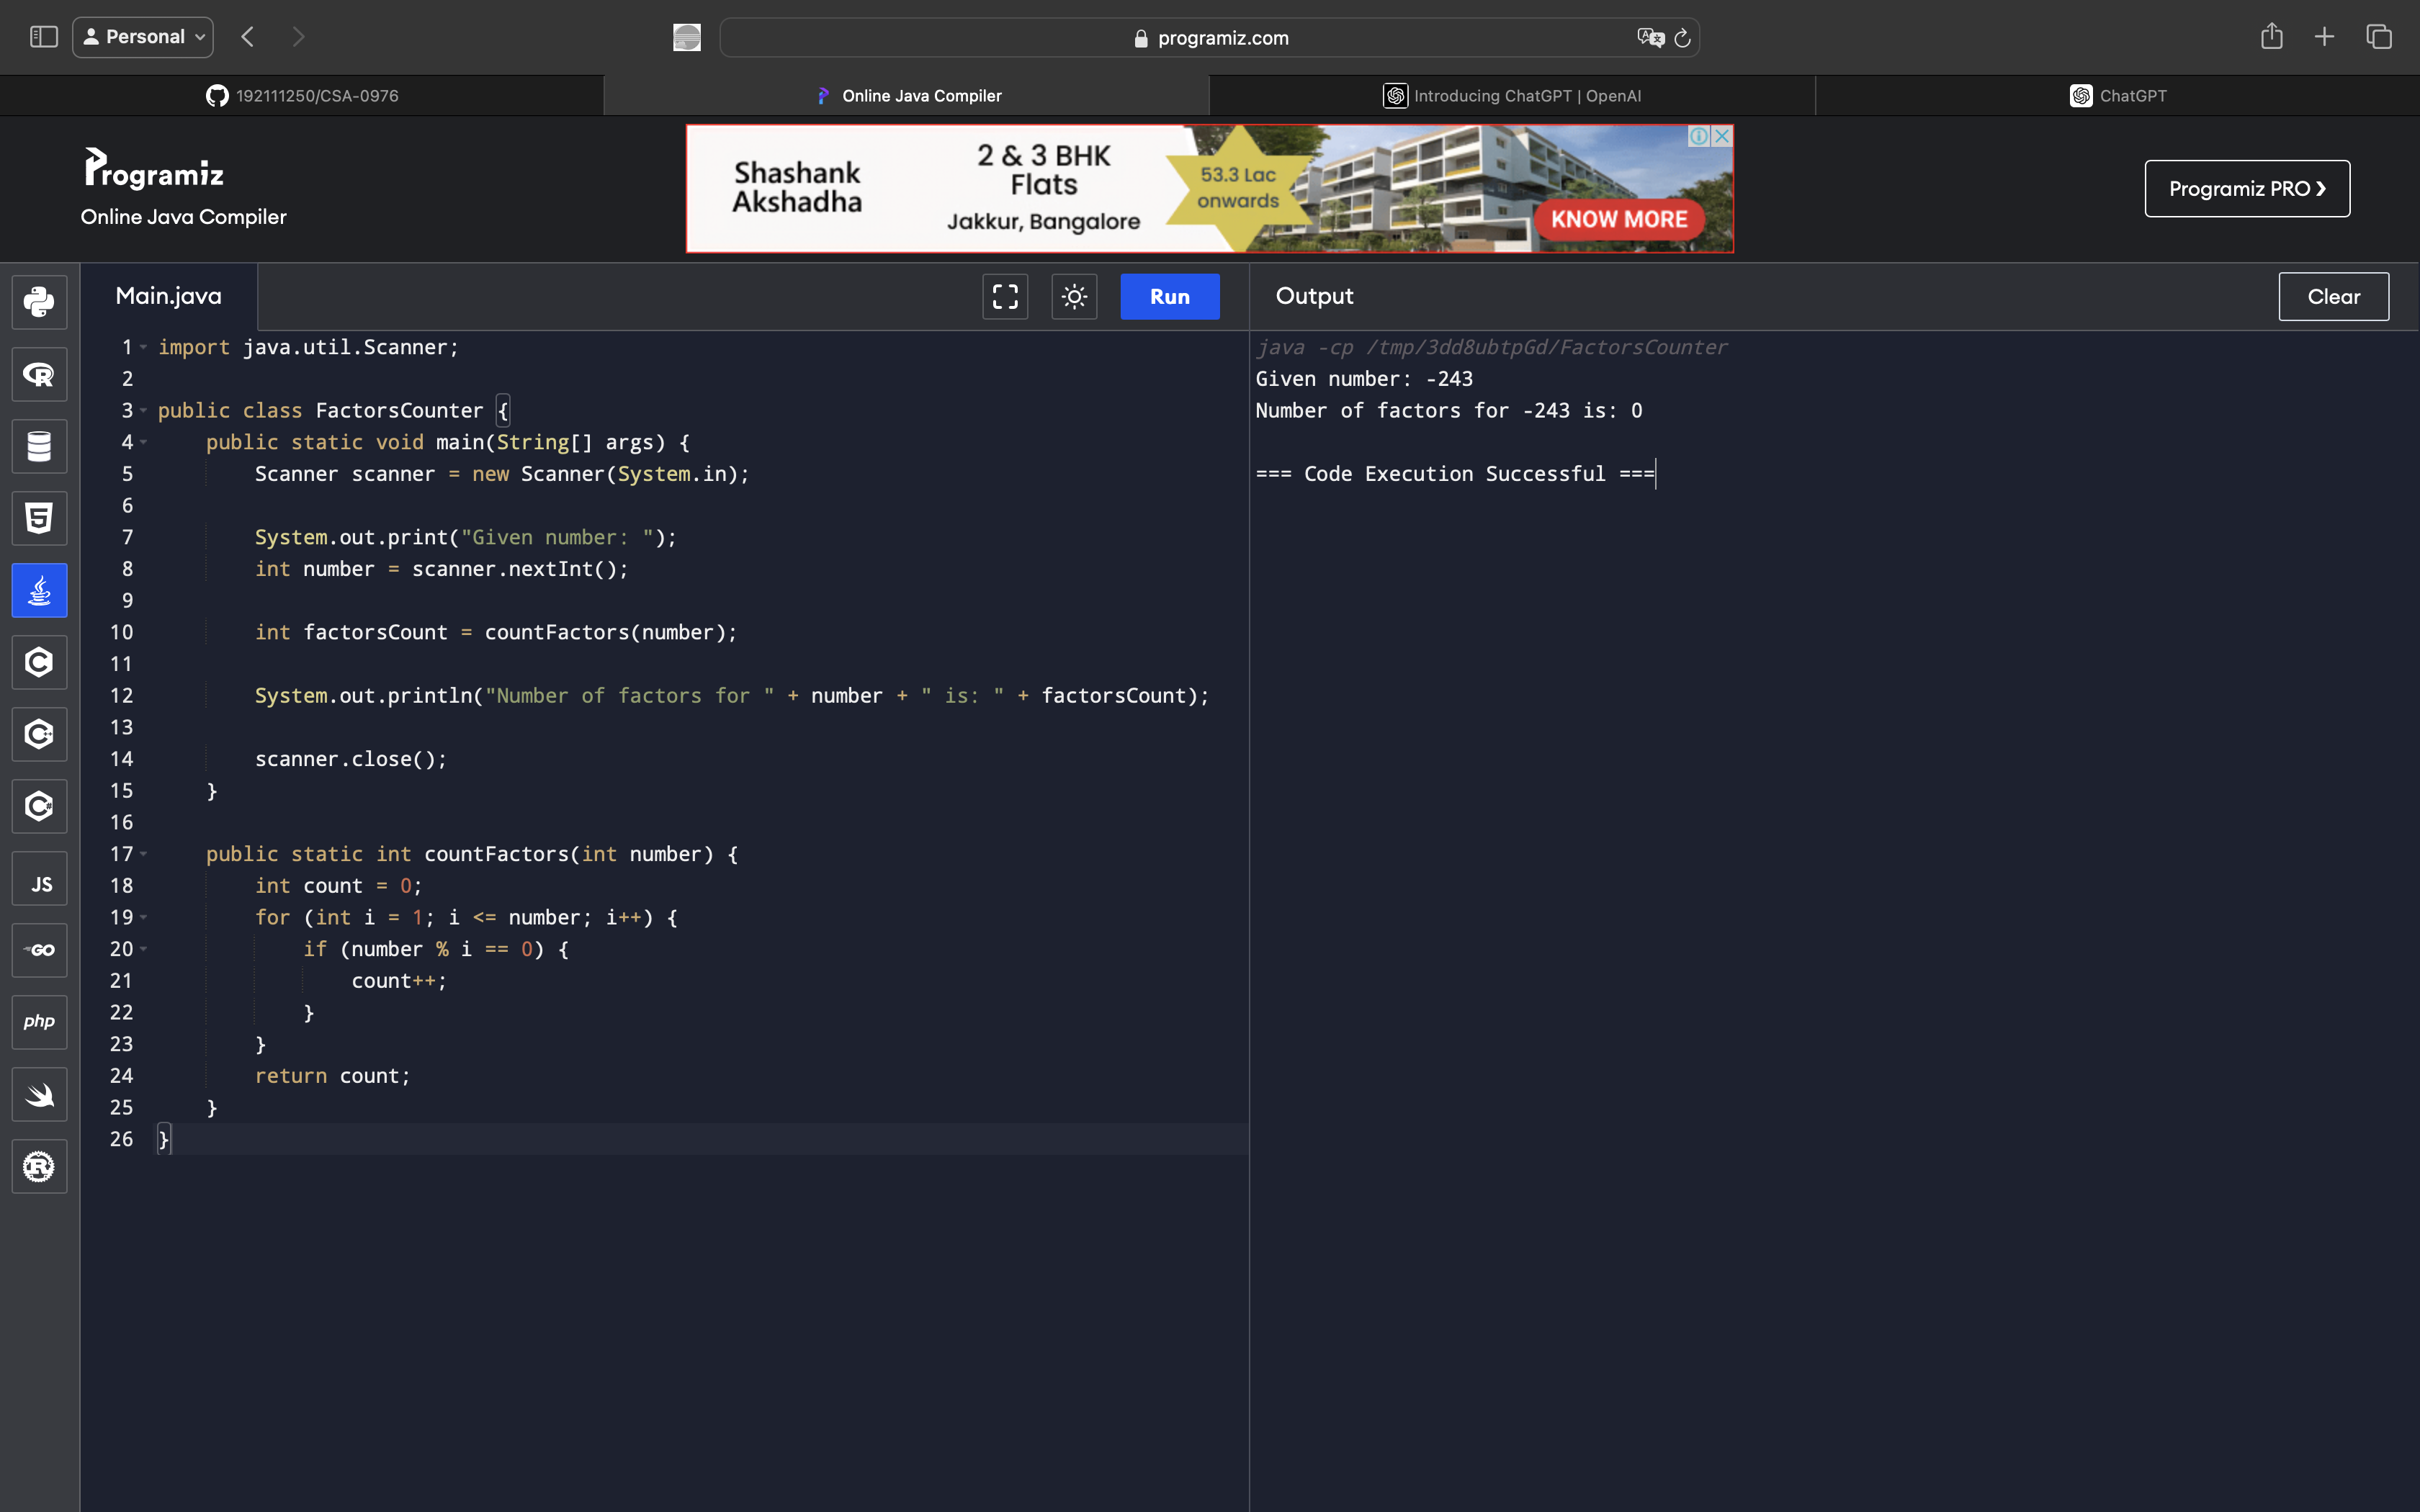 Personal
programiz.com
192111250/CSA-0976
Online Java Compiler
Introducing ChatGPT | OpenAI
ChatGPT
Programiz
Online Java Compiler
Shashank
Akshadha
2 & 3 BHK
Flats
Jakkur, Bangalore
53.3 Lac
onwards
KNOW MORE
Programiz PRO ❯
Main.java
Run
Output
Clear
1 import java.util.Scanner;
2
3 public class FactorsCounter {
4 public static void main(String[] args) {
5 Scanner scanner = new Scanner(System.in);
6
7 System.out.print("Given number: ");
8 int number = scanner.nextInt();
9
10 int factorsCount = countFactors(number);
11
12 System.out.println("Number of factors for " + number + " is: " + factorsCount);
13
14 scanner.close();
15 }
16
17 public static int countFactors(int number) {
18 int count = 0;
19 for (int i = 1; i <= number; i++) {
20 if (number % i == 0) {
21 count++;
22 }
23 }
24 return count;
25 }
26 }
java -cp /tmp/3dd8ubtpGd/FactorsCounter
Given number: -243
Number of factors for -243 is: 0
=== Code Execution Successful ===
R
5
C
C++
C#
JS
GO
php
R